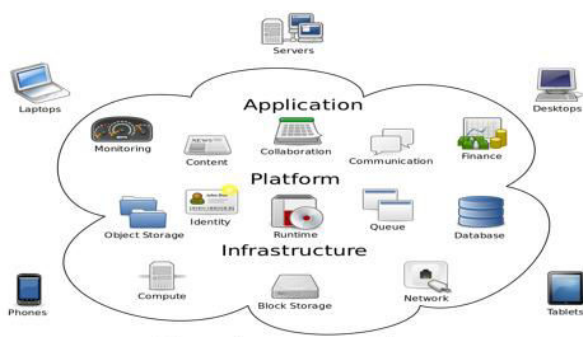 Servers
Laptops
Desktops
Application
Monitoring
Content
Collaboration
Communication
Finance
Platform
Object Storage
Identity
Runtime
Queue
Database
Infrastructure
Compute
Block Storage
Network
Phones
Tablets